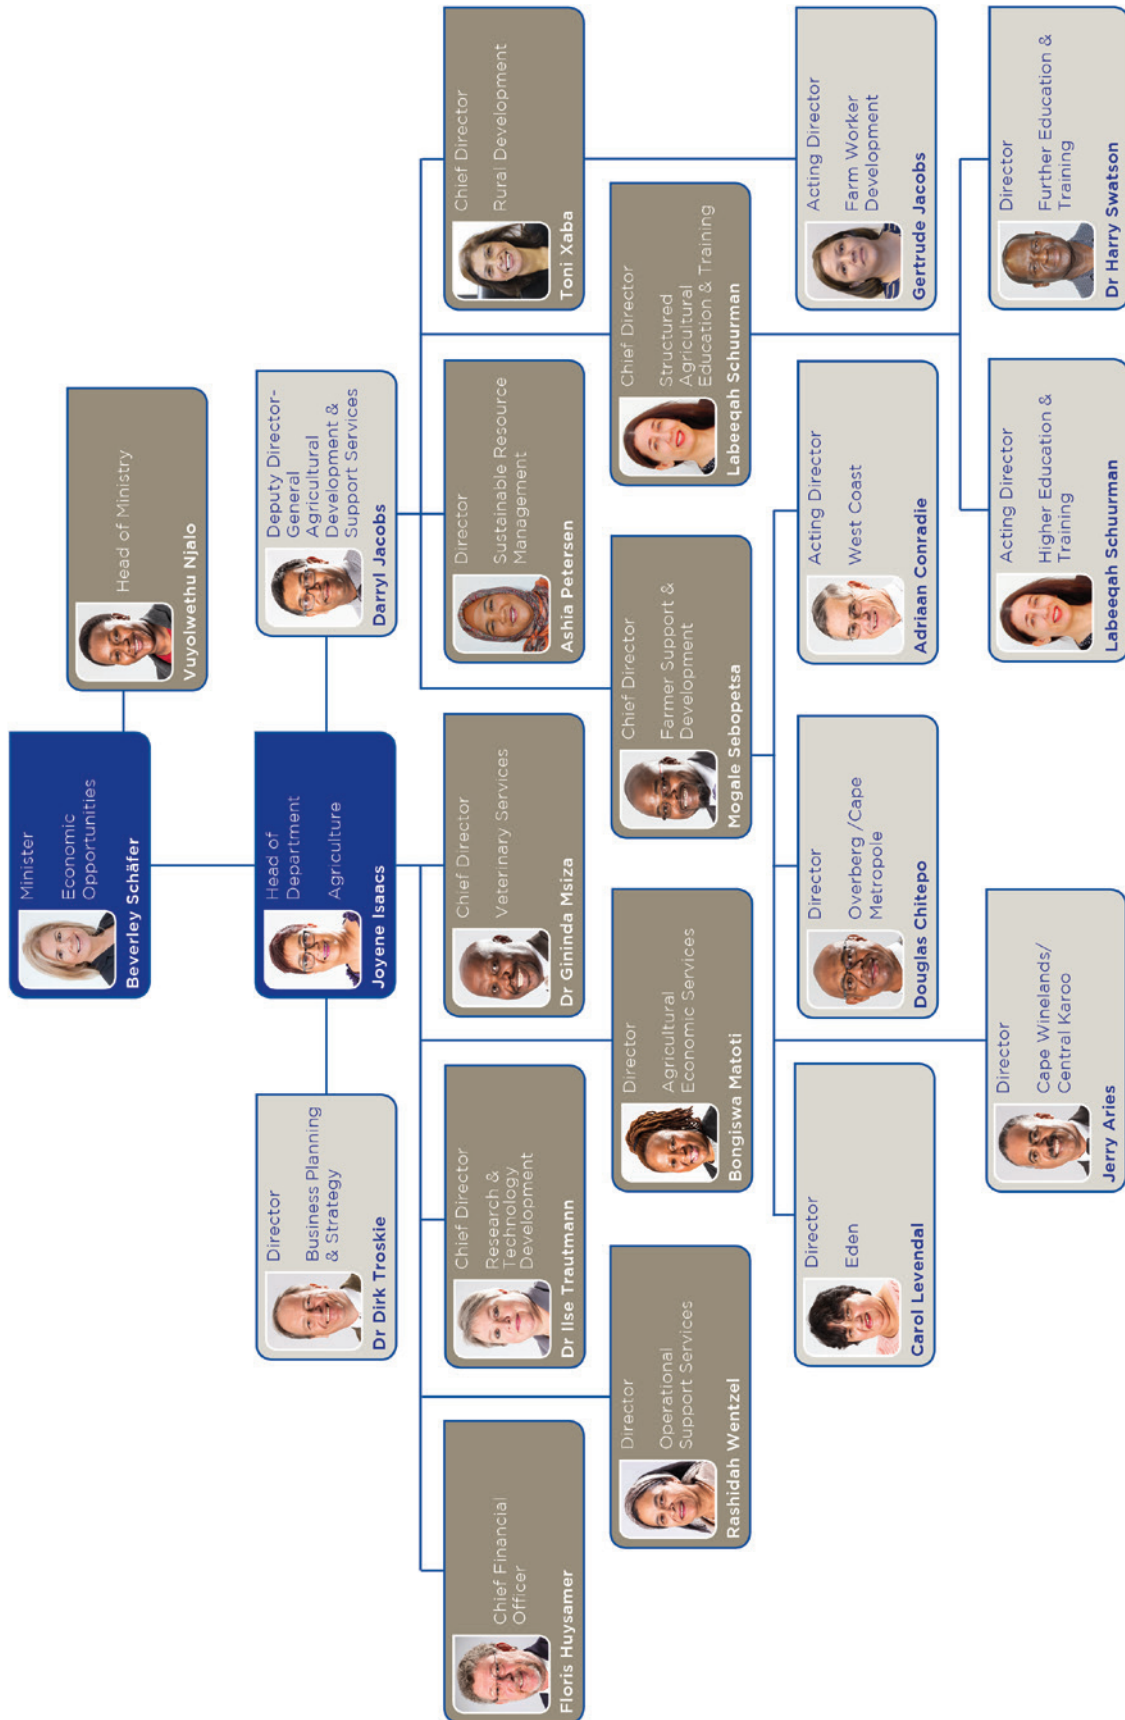 Minister
Economic
Opportunities
Beverley Schäfer
Head of Ministry
Vuyolwethu Njalo
Director
Business Planning
& Strategy
Dr Dirk Troskie
Head of
Department
Agriculture
Joyene Isaacs
Deputy Director-
General
Agricultural
Development &
Support Services
Darryl Jacobs
Chief Financial
Officer
Floris Huysamer
Chief Director
Research &
Technology
Development
Dr Ilse Trautmann
Chief Director
Veterinary Services
Dr Gininda Msiza
Director
Sustainable Resource
Management
Ashia Petersen
Chief Director
Rural Development
Toni Xaba
Director
Operational
Support Services
Rashidah Wentzel
Director
Agricultural
Economic Services
Bongiswa Matoti
Chief Director
Farmer Support &
Development
Mogale Sebopetsa
Chief Director
Structured
Agricultural
Education & Training
Labeeqah Schuurman
Director
Eden
Carol Levendal
Director
Overberg /Cape
Metropole
Douglas Chitepo
Acting Director
West Coast
Adriaan Conradie
Acting Director
Farm Worker
Development
Gertrude Jacobs
Director
Cape Winelands/
Central Karoo
Jerry Aries
Acting Director
Higher Education &
Training
Labeeqah Schuurman
Director
Further Education &
Training
Dr Harry Swatson